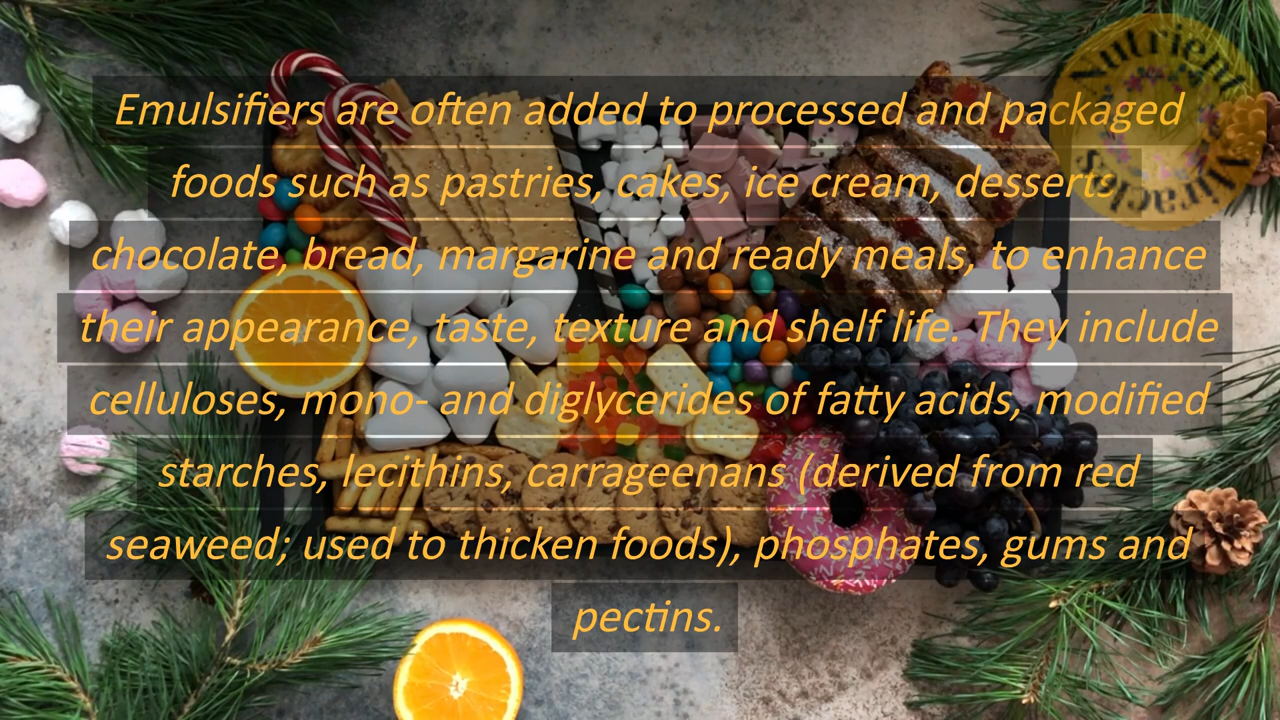 Emulsifiers are often added to processed and packaged
foods such as pastries, cakes, ice cream, desserts,
chocolate, bread, margarine and ready meals, to enhance
their appearance, taste, texture and shelf life. They include
celluloses, mono- and diglycerides of fatty acids, modified
starches, lecithins, carrageenans (derived from red
seaweed; used to thicken foods), phosphates, gums and
pectins.
Nutrient
Miracles